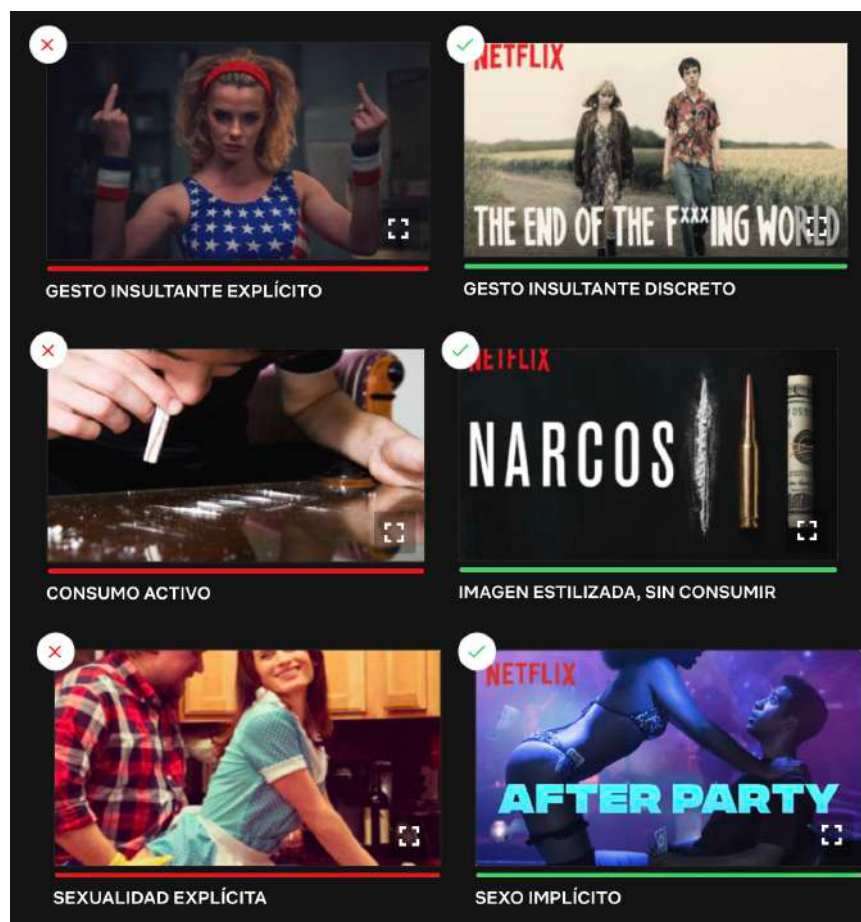 NETFLIX
THE END OF THE F***ING WORLD
GESTO INSULTANTE EXPLÍCITO
GESTO INSULTANTE DISCRETO
NETFLIX
NARCOS
CONSUMO ACTIVO
IMAGEN ESTILIZADA, SIN CONSUMIR
NETFLIX
AFTER PARTY
SEXUALIDAD EXPLÍCITA
SEXO IMPLÍCITO